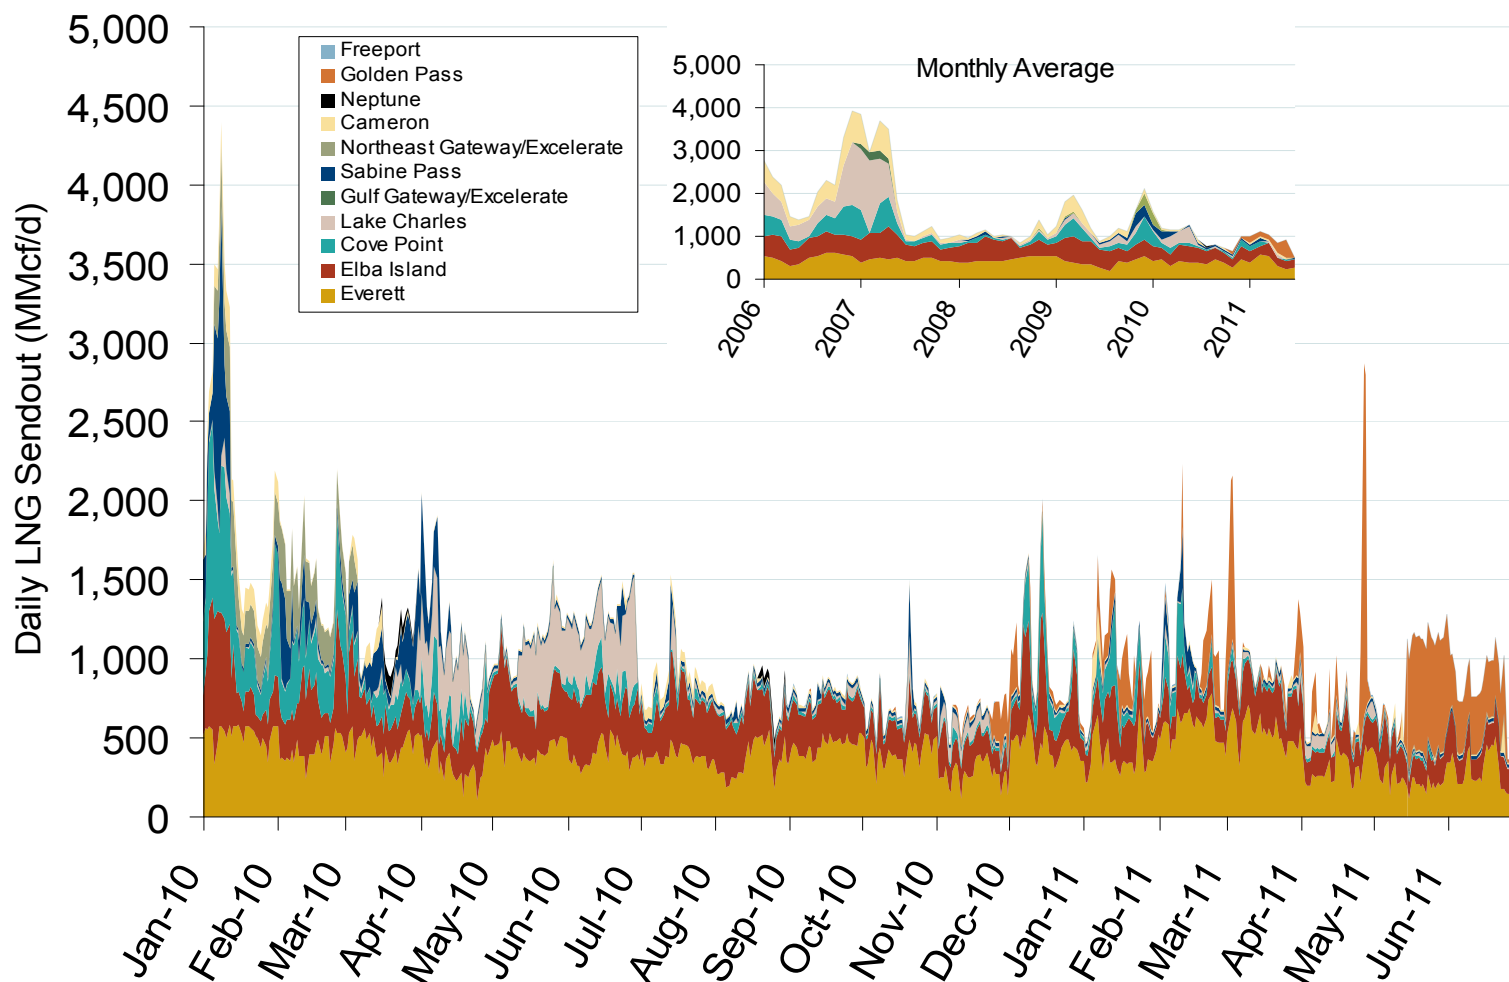 5,000
4,500
4,000
3,500
3,000
2,500
2,000
1,500
1,000
500
0
Daily LNG Sendout (MMcf/d)
Freeport
Golden Pass
Neptune
Cameron
Northeast Gateway/Excelerate
Sabine Pass
Gulf Gateway/Excelerate
Lake Charles
Cove Point
Elba Island
Everett
Monthly Average
5,000
4,000
3,000
2,000
1,000
0
2006
2007
2008
2009
2010
2011
Jan-10
Feb-10
Mar-10
Apr-10
May-10
Jun-10
Jul-10
Aug-10
Sep-10
Oct-10
Nov-10
Dec-10
Jan-11
Feb-11
Mar-11
Apr-11
May-11
Jun-11